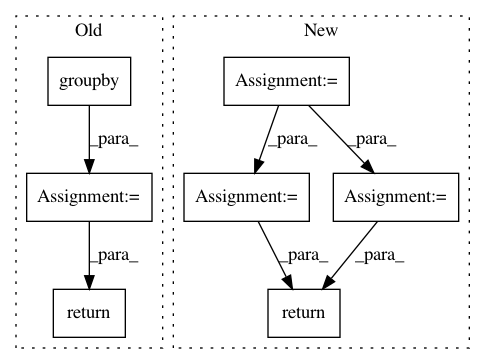 Old
New
groupby
Assignment:=
_para_
_para_
_para_
Assignment:=
Assignment:=
Assignment:=
_para_
_para_
_para_
return
return